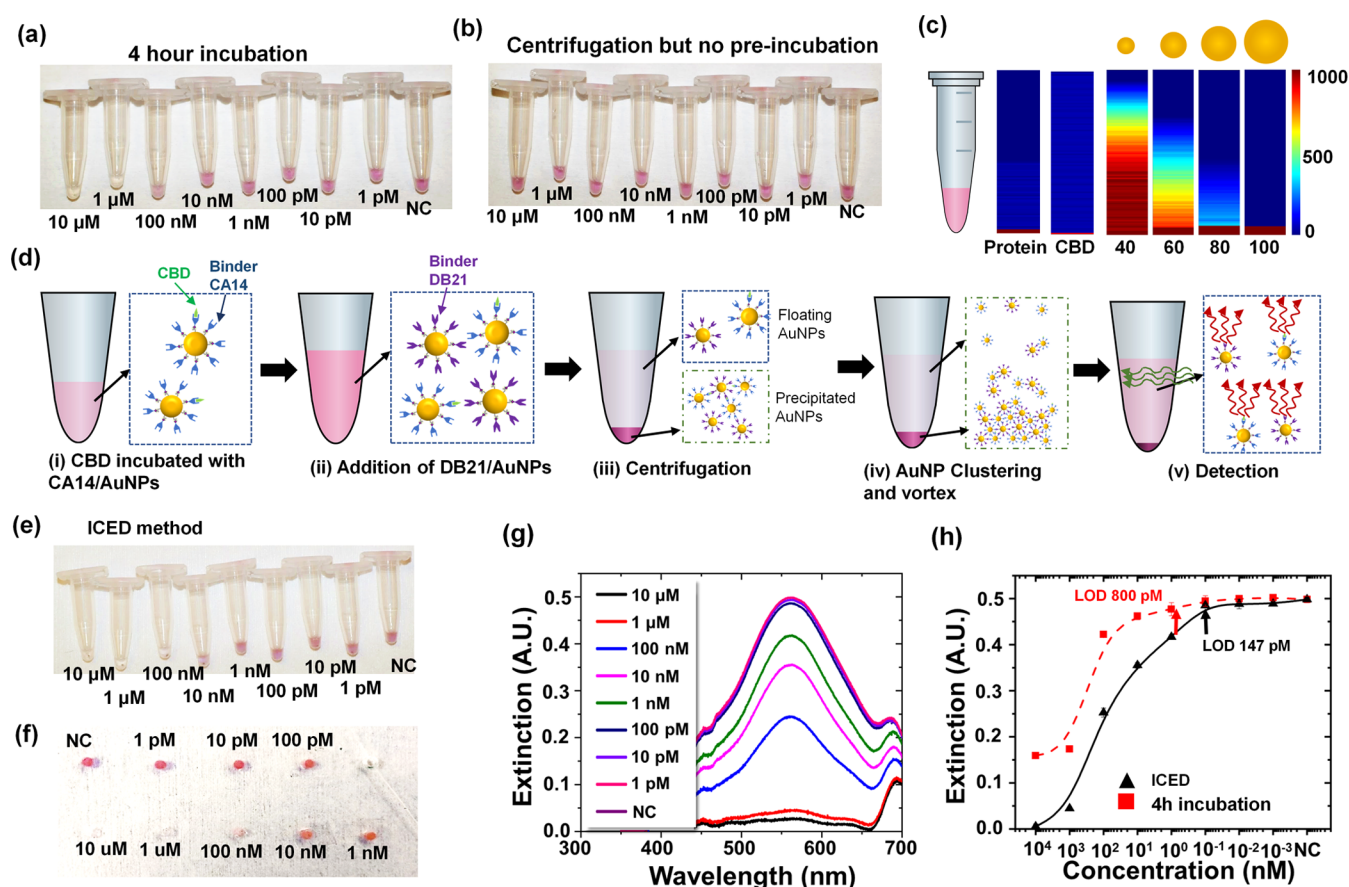 (a)
4 hour incubation
10 µM
1 µM
100 nM
10 nM
1 nM
100 pM
10 pM
1 pM
NC
(b)
Centrifugation but no pre-incubation
10 µM
1 µM
100 nM
10 nM
1 nM
100 pM
10 pM
1 pM
NC
(c)
1000
500
0
Protein
CBD
40
60
80
100
(d)
CBD
Binder
CA14
(i) CBD incubated with
CA14/AuNPs
Binder
DB21
(ii) Addition of DB21/AuNPs
Floating
AuNPs
Precipitated
AuNPs
(iii) Centrifugation
(iv) AuNP Clustering
and vortex
(v) Detection
(e)
ICED method
10 µM
1 µM
100 nM
10 nM
1 nM
100 pM
10 pM
1 pM
NC
(f)
NC
1 pM
10 pM
100 pM
10 uM
1 uM
100 nM
10 nM
1 nM
(g)
Extinction (A.U.)
0.5
0.4
0.3
0.2
0.1
0.0
10 µM
1 µM
100 nM
10 nM
1 nM
100 pM
10 pM
1 pM
NC
300
400
500
600
700
Wavelength (nm)
(h)
Extinction (A.U.)
0.5
0.4
0.3
0.2
0.1
0.0
LOD 800 pM
LOD 147 pM
ICED
4h incubation
10⁴ 10³ 10² 10¹ 10⁰ 10⁻¹ 10⁻² 10⁻³ NC
Concentration (nM)